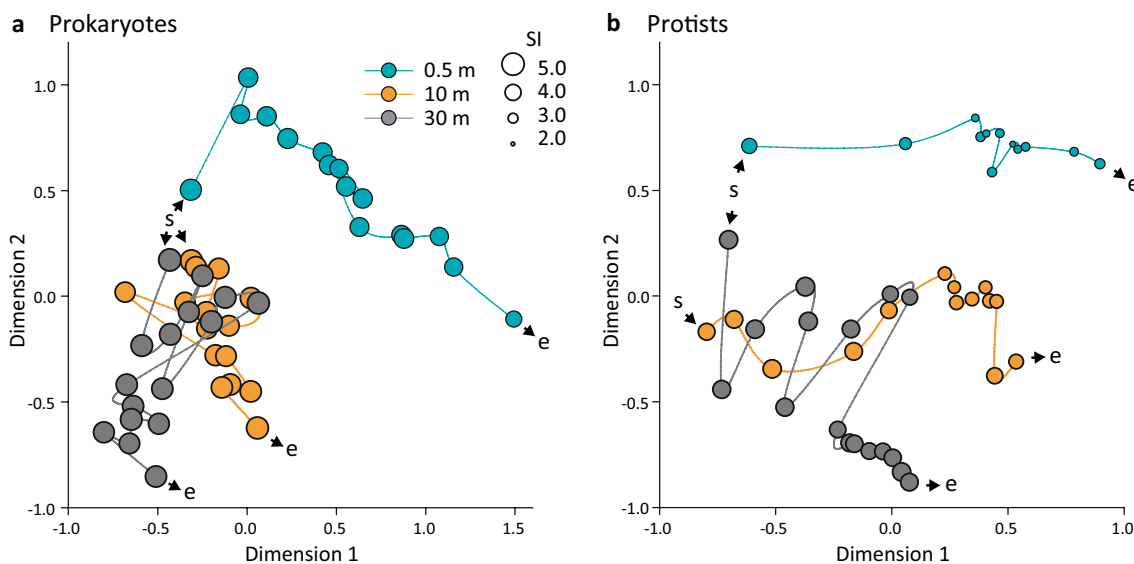 a Prokaryotes
SI
0.5 m
10 m
30 m
5.0
4.0
3.0
2.0
Dimension 2
1.0
0.5
0.0
-0.5
-1.0
s
e
e
e
-1.0 -0.5 0.0 0.5 1.0 1.5
Dimension 1
b Protists
Dimension 2
1.0
0.5
0.0
-0.5
-1.0
s
s
e
e
e
-1.0 -0.5 0.0 0.5 1.0
Dimension 1